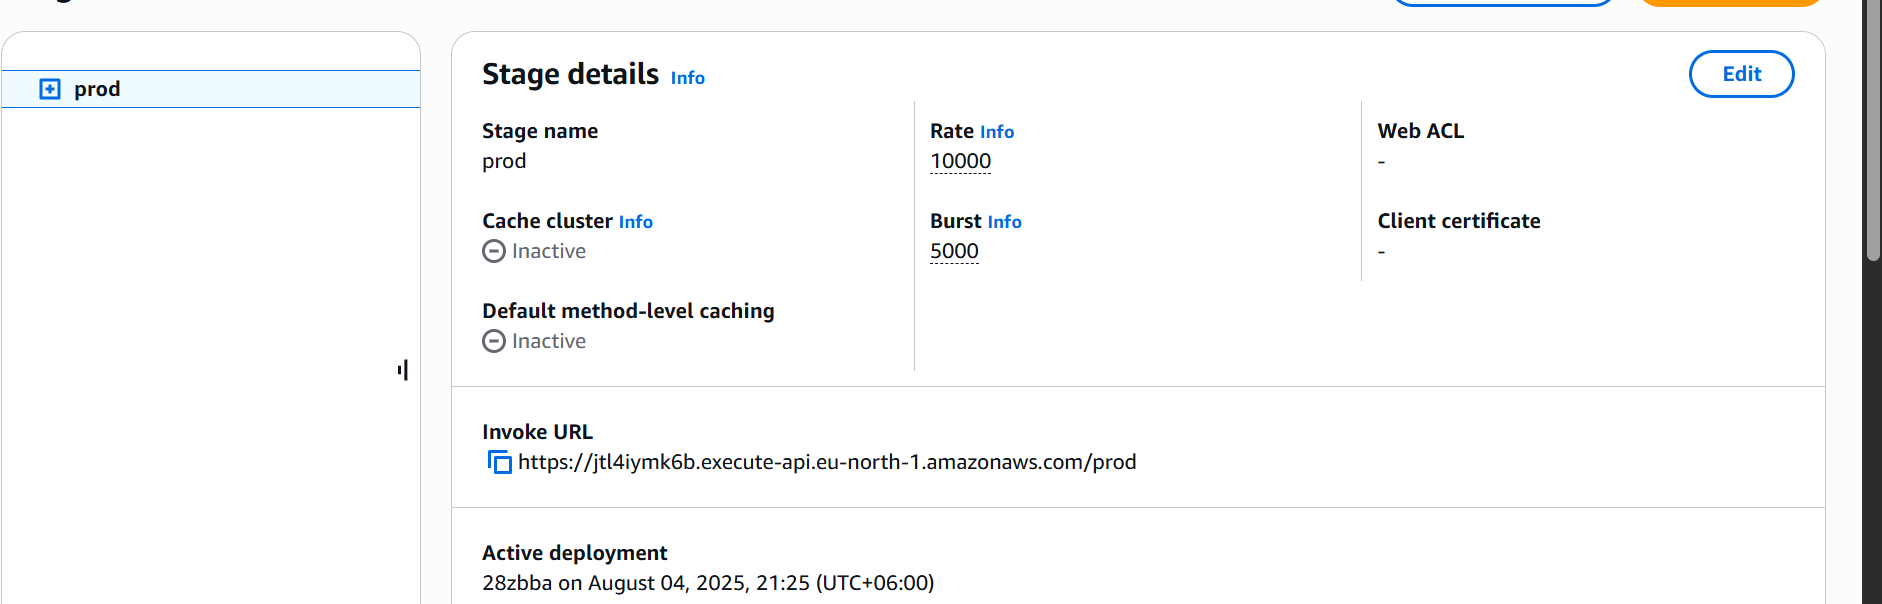 prod
Stage details Info
Edit
Stage name
prod
Rate Info
10000
Web ACL
-
Cache cluster Info
Inactive
Burst Info
5000
Client certificate
-
Default method-level caching
Inactive
Invoke URL
https://jtl4iymk6b.execute-api.eu-north-1.amazonaws.com/prod
Active deployment
28zbba on August 04, 2025, 21:25 (UTC+06:00)